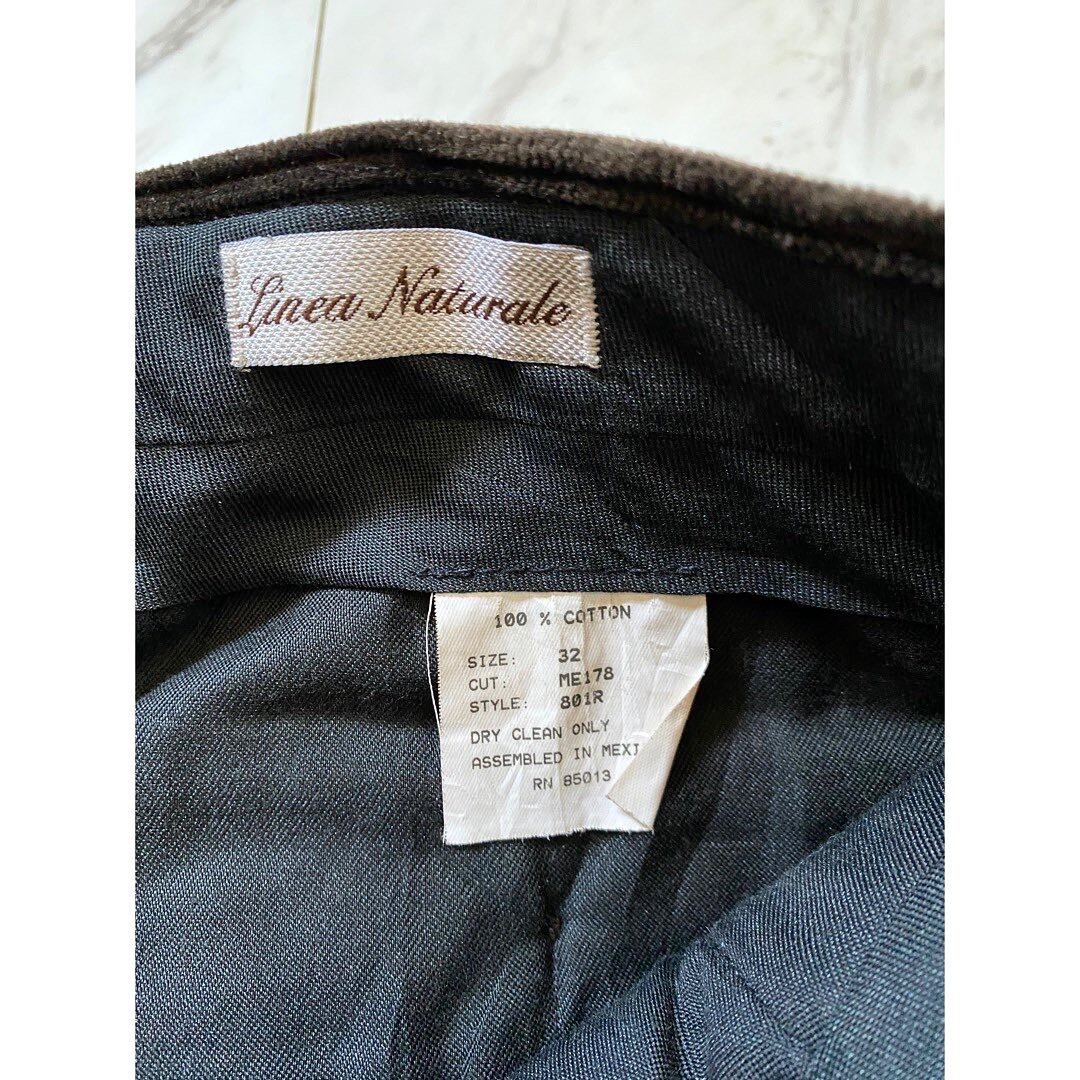 Linea Naturale
100 % COTTON
SIZE: 32
CUT: ME178
STYLE: 801R
DRY CLEAN ONLY
ASSEMBLED IN MEXI
RN 85013